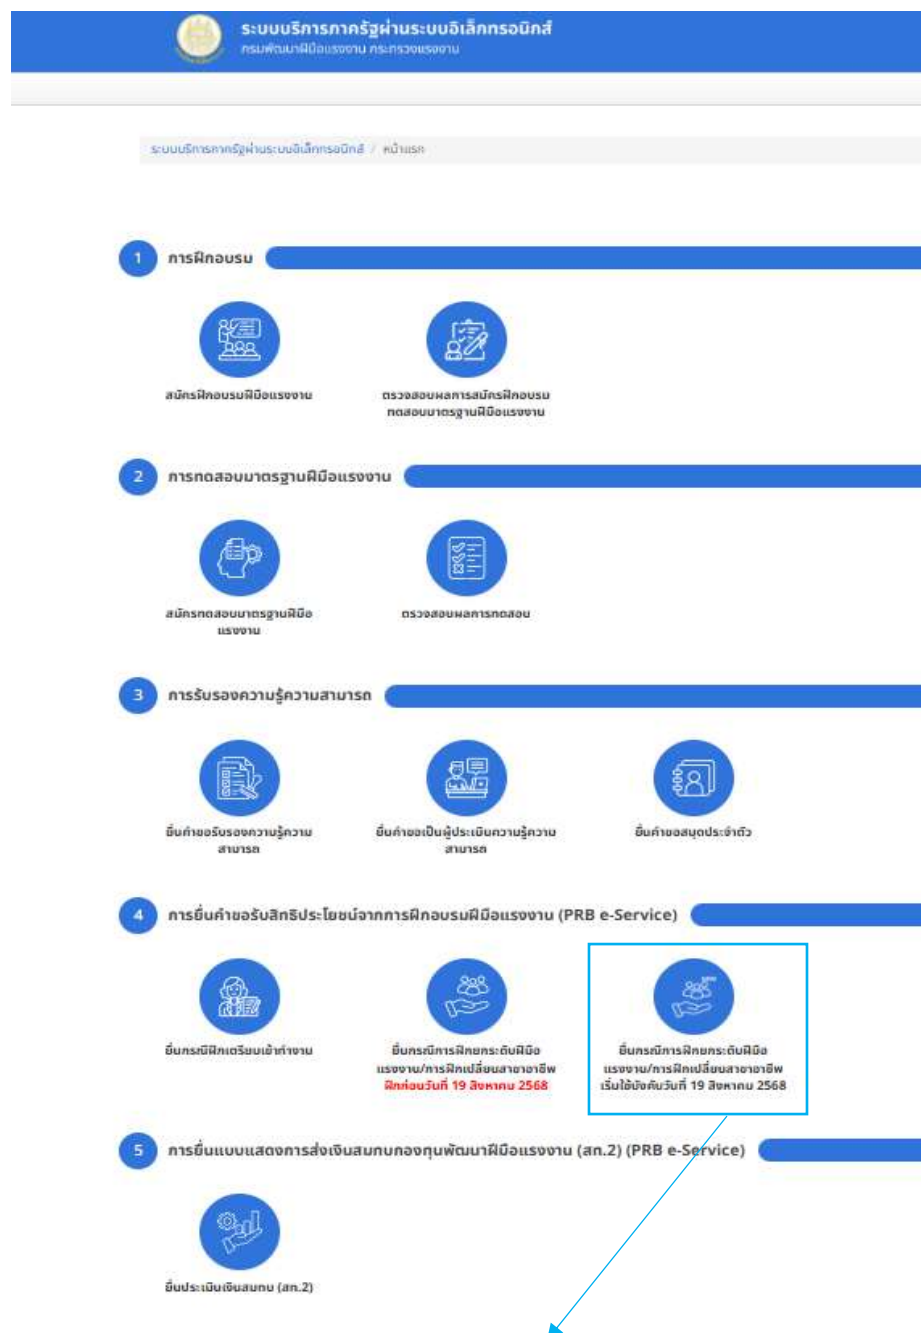 ระบบบริการภาครัฐผ่านระบบอิเล็กทรอนิกส์
กรมพัฒนาฝีมือแรงงาน กระทรวงแรงงาน
ระบบบริการภาครัฐผ่านระบบอิเล็กทรอนิกส์ / หน้าแรก
1 การฝึกอบรม
สมัครฝึกอบรมฝีมือแรงงาน
ตรวจสอบผลการสมัครฝึกอบรม
ทดสอบมาตรฐานฝีมือแรงงาน
2 การทดสอบมาตรฐานฝีมือแรงงาน
สมัครทดสอบมาตรฐานฝีมือ
แรงงาน
ตรวจสอบผลการทดสอบ
3 การรับรองความรู้ความสามารถ
ยื่นคำขอรับรองความรู้ความ
สามารถ
ยื่นคำขอเป็นผู้ประเมินความรู้ความ
สามารถ
ยื่นคำขอสมุดประจำตัว
4 การยื่นคำขอรับสิทธิประโยชน์จากการฝึกอบรมฝีมือแรงงาน (PRB e-Service)
ยื่นกรณีฝึกเตรียมเข้าทำงาน
ยื่นกรณีการฝึกยกระดับฝีมือ
แรงงาน/การฝึกเปลี่ยนสาขาอาชีพ
ฝึกก่อนวันที่ 19 สิงหาคม 2568
ยื่นกรณีการฝึกยกระดับฝีมือ
แรงงาน/การฝึกเปลี่ยนสาขาอาชีพ
เริ่มใช้บังคับวันที่ 19 สิงหาคม 2568
5 การยื่นแบบแสดงการส่งเงินสมทบกองทุนพัฒนาฝีมือแรงงาน (สท.2) (PRB e-Service)
ยื่นประเมินเงินสมทบ (สท.2)